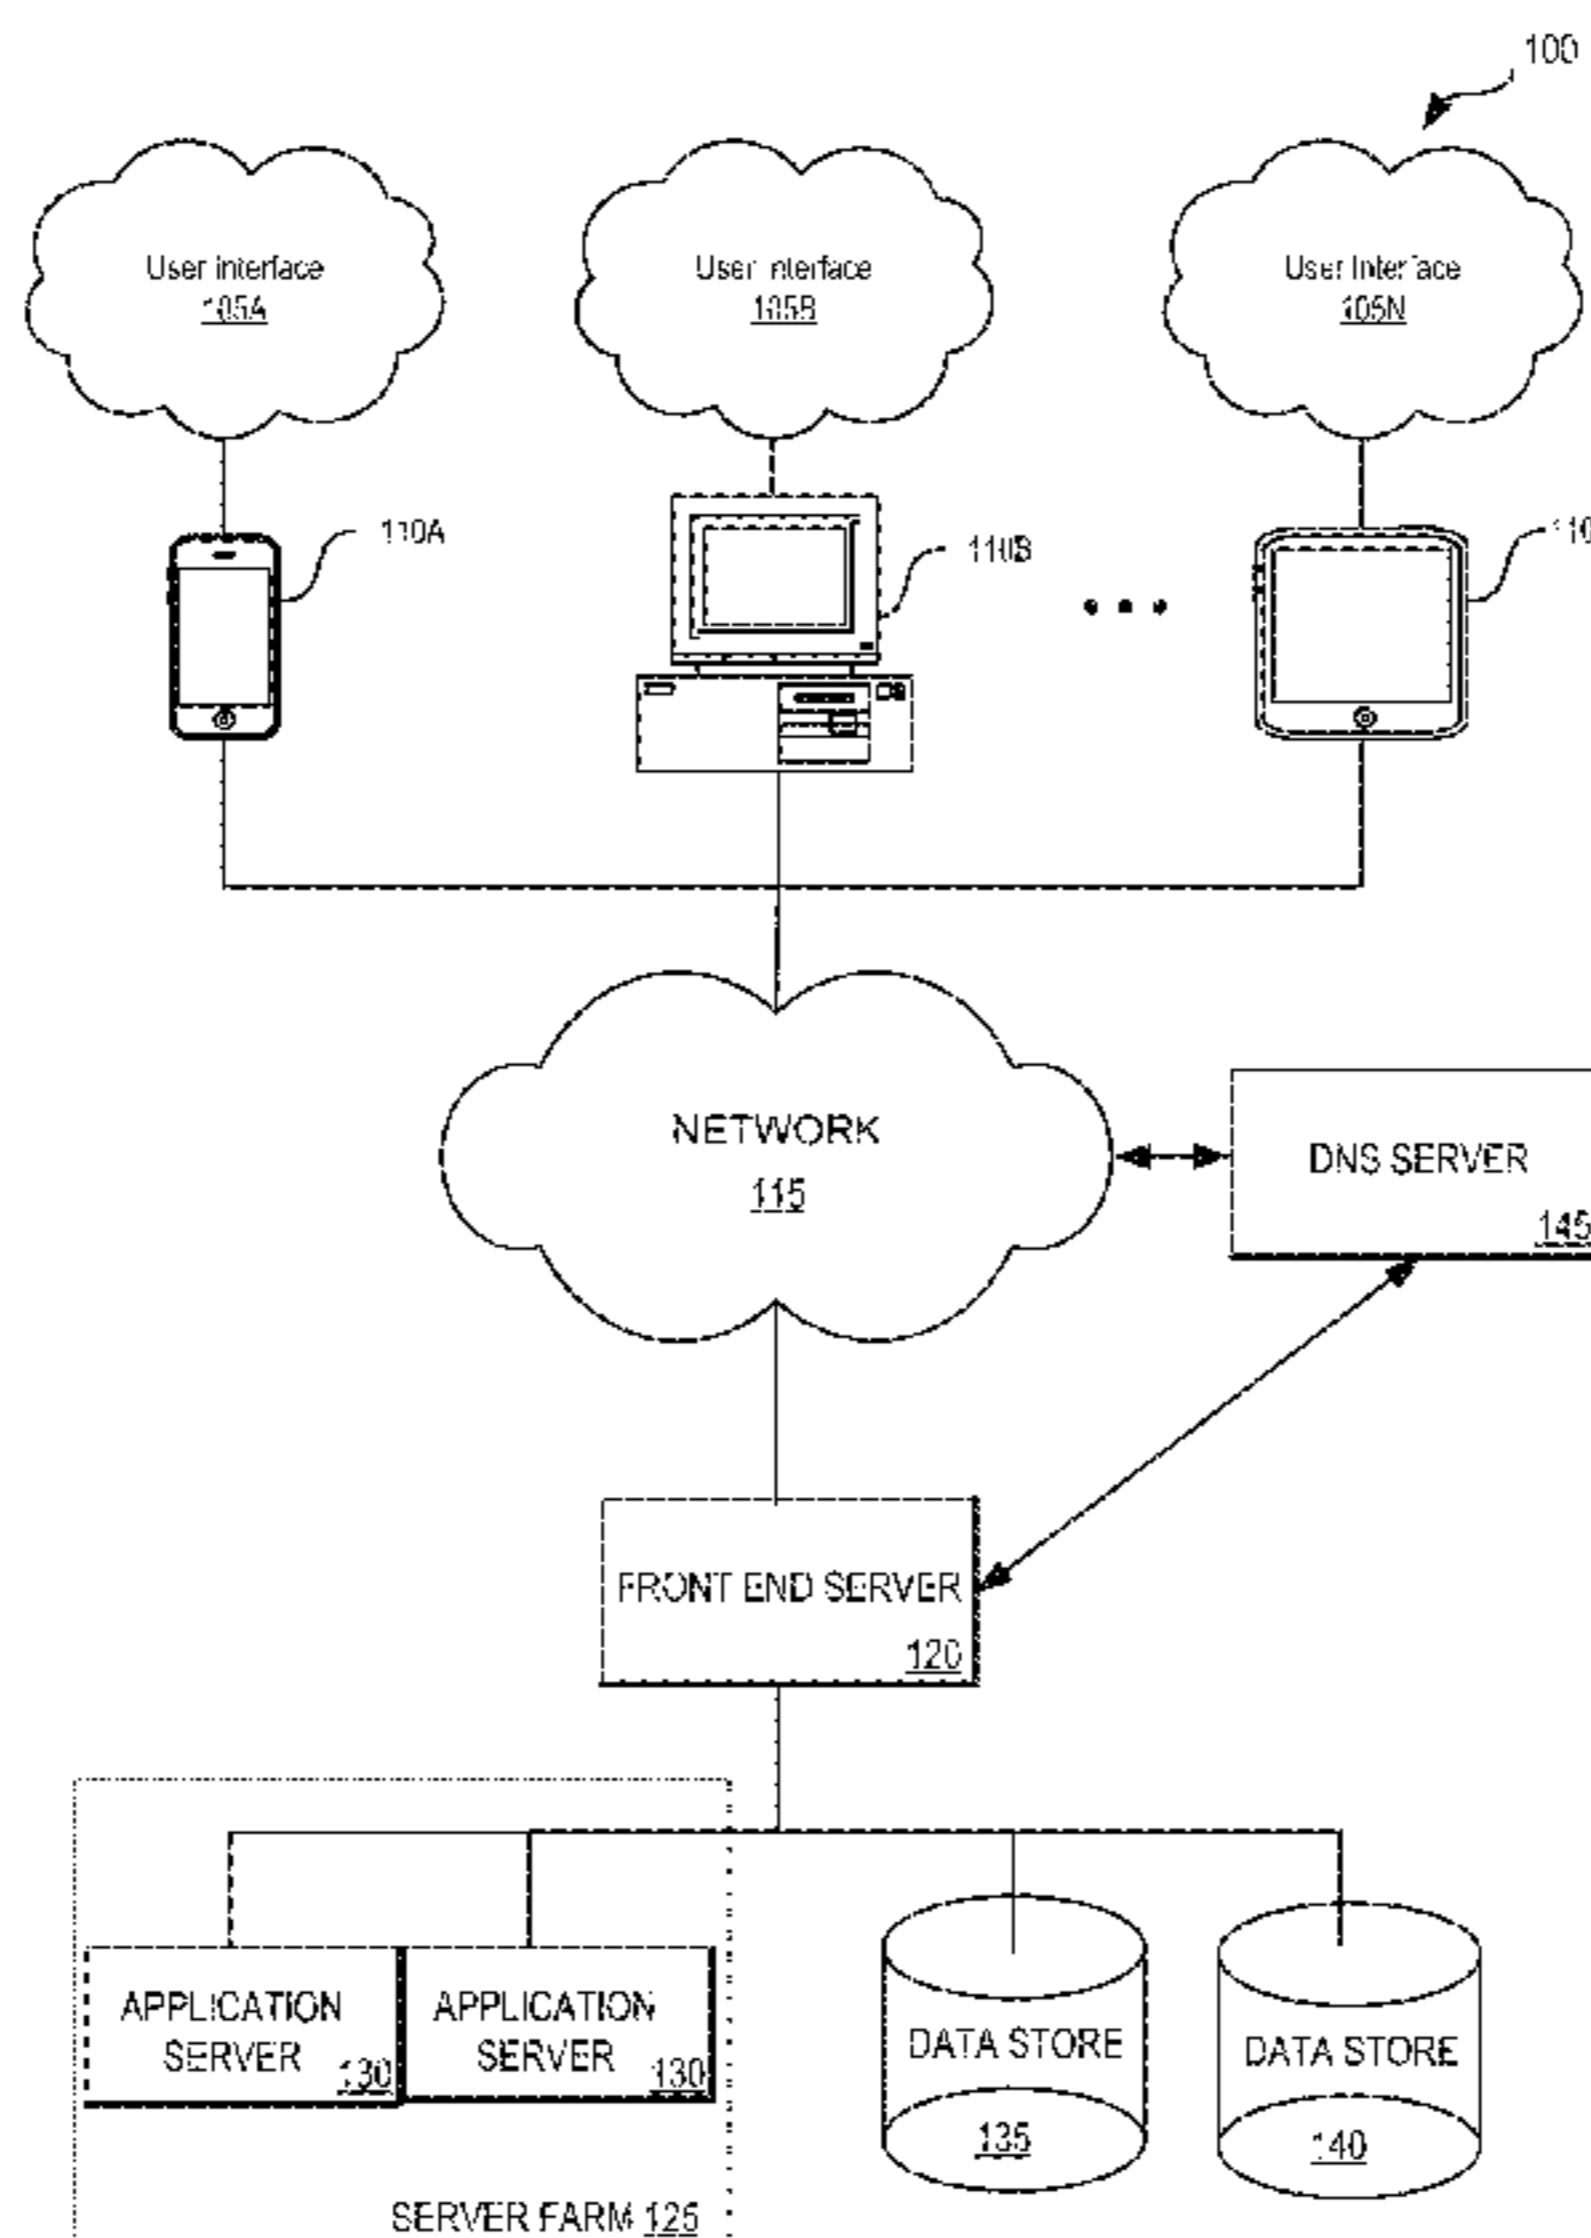 100
User Interface
105A
User Interface
105B
User Interface
105N
110A
110B
110
NETWORK
115
DNS SERVER
145
FRONT END SERVER
120
APPLICATION
SERVER
130
APPLICATION
SERVER
130
DATA STORE
135
DATA STORE
140
SERVER FARM 125